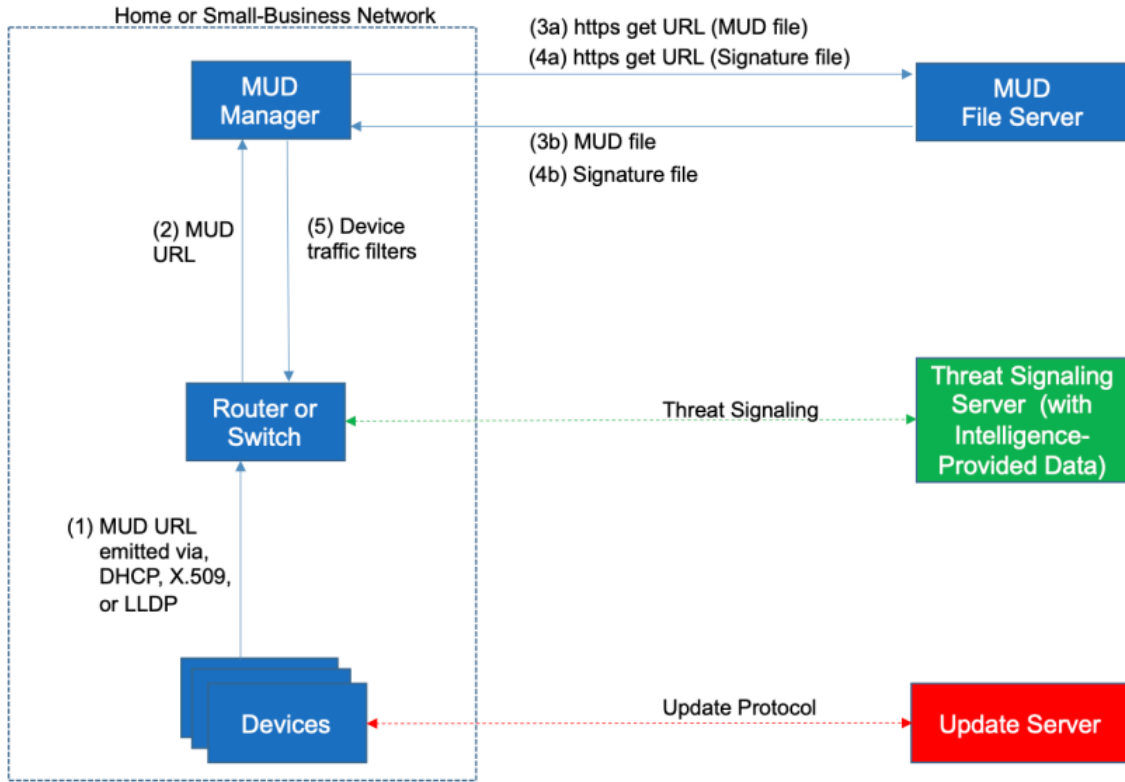 Home or Small-Business Network
(3a) https get URL (MUD file)
(4a) https get URL (Signature file)
MUD
Manager
MUD
File Server
(3b) MUD file
(4b) Signature file
(2) MUD
URL
(5) Device
traffic filters
Router or
Switch
Threat Signaling
Threat Signaling
Server (with
Intelligence-
Provided Data)
(1) MUD URL
emitted via,
DHCP, X.509,
or LLDP
Devices
Update Protocol
Update Server